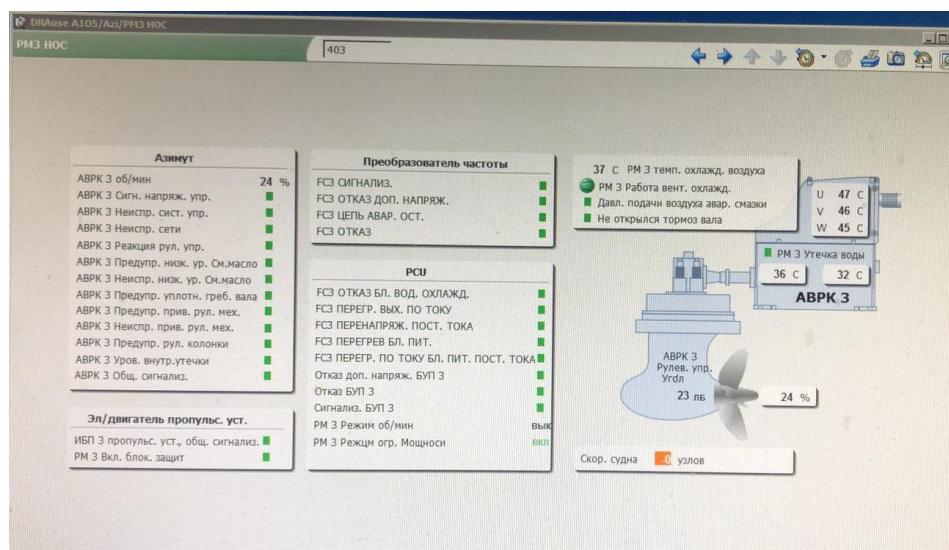 DNAuse A105/Azi/РМ3 НОС
РМ3 НОС
403
Азимут
АВРК 3 об/мин 24 %
АВРК 3 Сигн. напряж. упр.
АВРК 3 Неиспр. сист. упр.
АВРК 3 Неиспр. сети
АВРК 3 Реакция рул. упр.
АВРК 3 Предупр. низк. ур. См.масло
АВРК 3 Неиспр. низк. ур. См.масло
АВРК 3 Предупр. уплотн. греб. вала
АВРК 3 Предупр. прив. рул. мех.
АВРК 3 Неиспр. прив. рул. мех.
АВРК 3 Предупр. рул. колонки
АВРК 3 Уров. внутр.утечки
АВРК 3 Общ. сигнализ.
Эл/двигатель пропульс. уст.
ИБП 3 пропульс. уст., общ. сигнализ.
РМ 3 Вкл. блок. защит
Преобразователь частоты
FC3 СИГНАЛИЗ.
FC3 ОТКАЗ ДОП. НАПРЯЖ.
FC3 ЦЕПЬ АВАР. ОСТ.
FC3 ОТКАЗ
PCU
FC3 ОТКАЗ БЛ. ВОД. ОХЛАЖД.
FC3 ПЕРЕГР. ВЫХ. ПО ТОКУ
FC3 ПЕРЕНАПРЯЖ. ПОСТ. ТОКА
FC3 ПЕРЕГРЕВ БЛ. ПИТ.
FC3 ПЕРЕГР. ПО ТОКУ БЛ. ПИТ. ПОСТ. ТОКА
Отказ доп. напряж. БУП 3
Отказ БУП 3
Сигнализ. БУП 3
РМ 3 Режим об/мин ВЫК
РМ 3 Режцм огр. Мощноси ВКЛ
37 C РМ 3 темп. охлажд. воздуха
РМ 3 Работа вент. охлажд.
Давл. подачи воздуха авар. смазки
Не открылся тормоз вала
U 47 C
V 46 C
W 45 C
РМ 3 Утечка воды
36 C 32 C
АВРК 3
АВРК 3
Рулев. упр.
Угол
23 лБ
24 %
Скор. судна .0 узлов